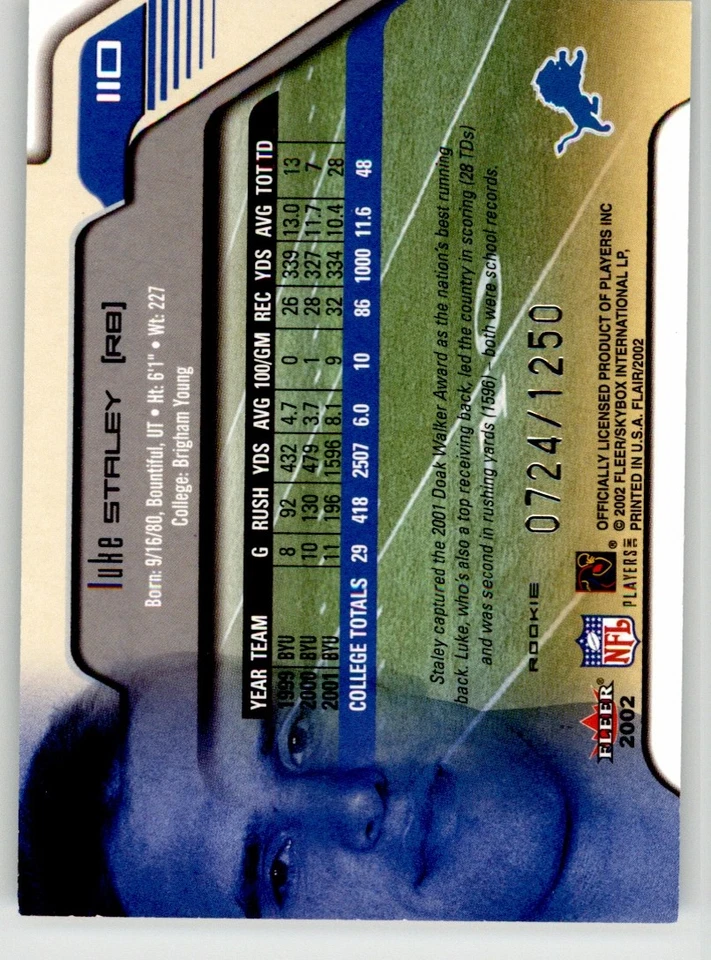 110
luke STALEY [RB]
Born: 9/16/80, Bountiful, UT • Ht: 6'1" • Wt: 227
College: Brigham Young
YEAR TEAM G RUSH YDS AVG 100/GM REC YDS AVG TOT TD
1999 BYU 8 92 432 4.7 0 26 339 13.0 13
2000 BYU 10 130 479 3.7 1 28 327 11.7 7
2001 BYU 11 196 1596 8.1 9 32 334 10.4 28
COLLEGE TOTALS 29 418 2507 6.0 10 86 1000 11.6 48
Staley captured the 2001 Doak Walker Award as the nation's best running
back. Luke, who's also a top receiving back, led the country in scoring (28 TDs)
and was second in rushing yards (1596) – both were school records.
ROOKIE 0724/1250
FLEER
2002
NFL
PLAYERS INC
®
OFFICIALLY LICENSED PRODUCT OF PLAYERS INC
© 2002 FLEER/SKYBOX INTERNATIONAL LP,
PRINTED IN U.S.A. FLAIR/2002